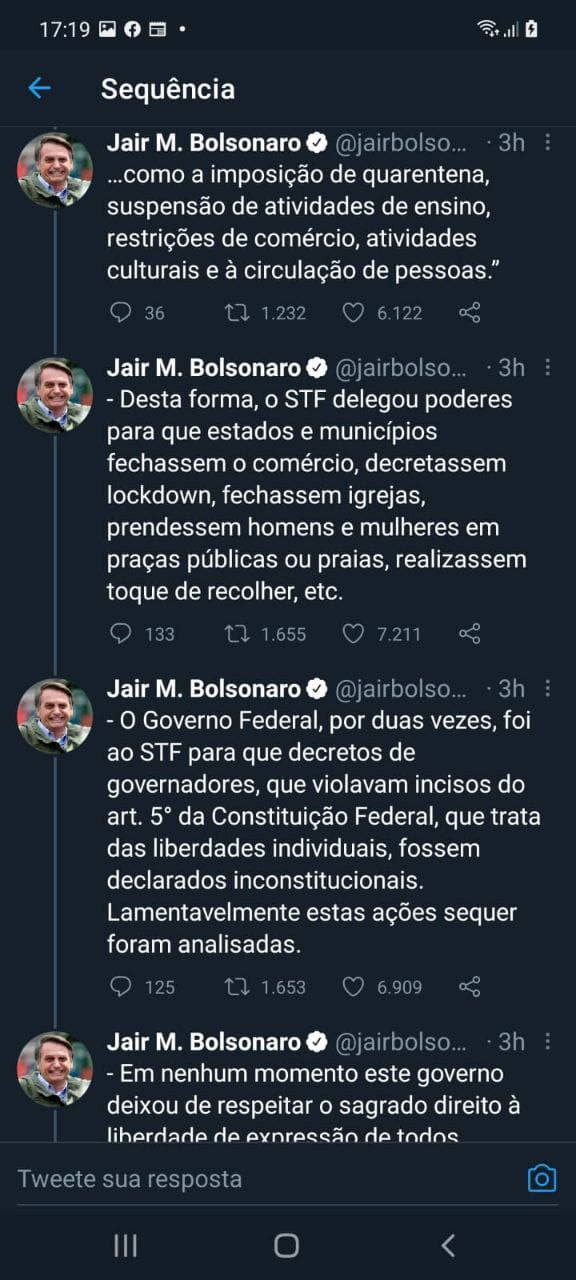 17:19
Sequência
Jair M. Bolsonaro @jairbolso... · 3h
...como a imposição de quarentena,
suspensão de atividades de ensino,
restrições de comércio, atividades
culturais e à circulação de pessoas.”
36 1.232 6.122
Jair M. Bolsonaro @jairbolso... · 3h
- Desta forma, o STF delegou poderes
para que estados e municípios
fechassem o comércio, decretassem
lockdown, fechassem igrejas,
prendessem homens e mulheres em
praças públicas ou praias, realizassem
toque de recolher, etc.
133 1.655 7.211
Jair M. Bolsonaro @jairbolso... · 3h
- O Governo Federal, por duas vezes, foi
ao STF para que decretos de
governadores, que violavam incisos do
art. 5° da Constituição Federal, que trata
das liberdades individuais, fossem
declarados inconstitucionais.
Lamentavelmente estas ações sequer
foram analisadas.
125 1.653 6.909
Jair M. Bolsonaro @jairbolso... · 3h
- Em nenhum momento este governo
deixou de respeitar o sagrado direito à
liberdade de expressão de todos
Tweete sua resposta